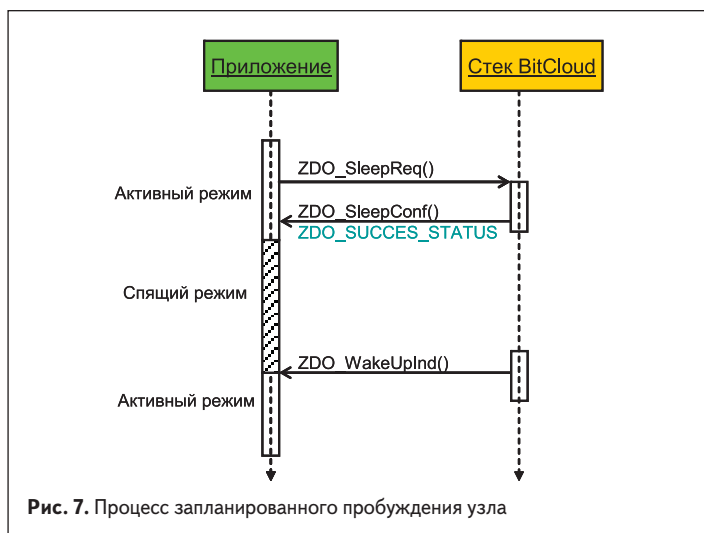 Приложение
Стек BitCloud
ZDO_SleepReq()
Активный режим
ZDO_SleepConf()
ZDO_SUCCES_STATUS
Спящий режим
ZDO_WakeUpInd()
Активный режим
Рис. 7. Процесс запланированного пробуждения узла